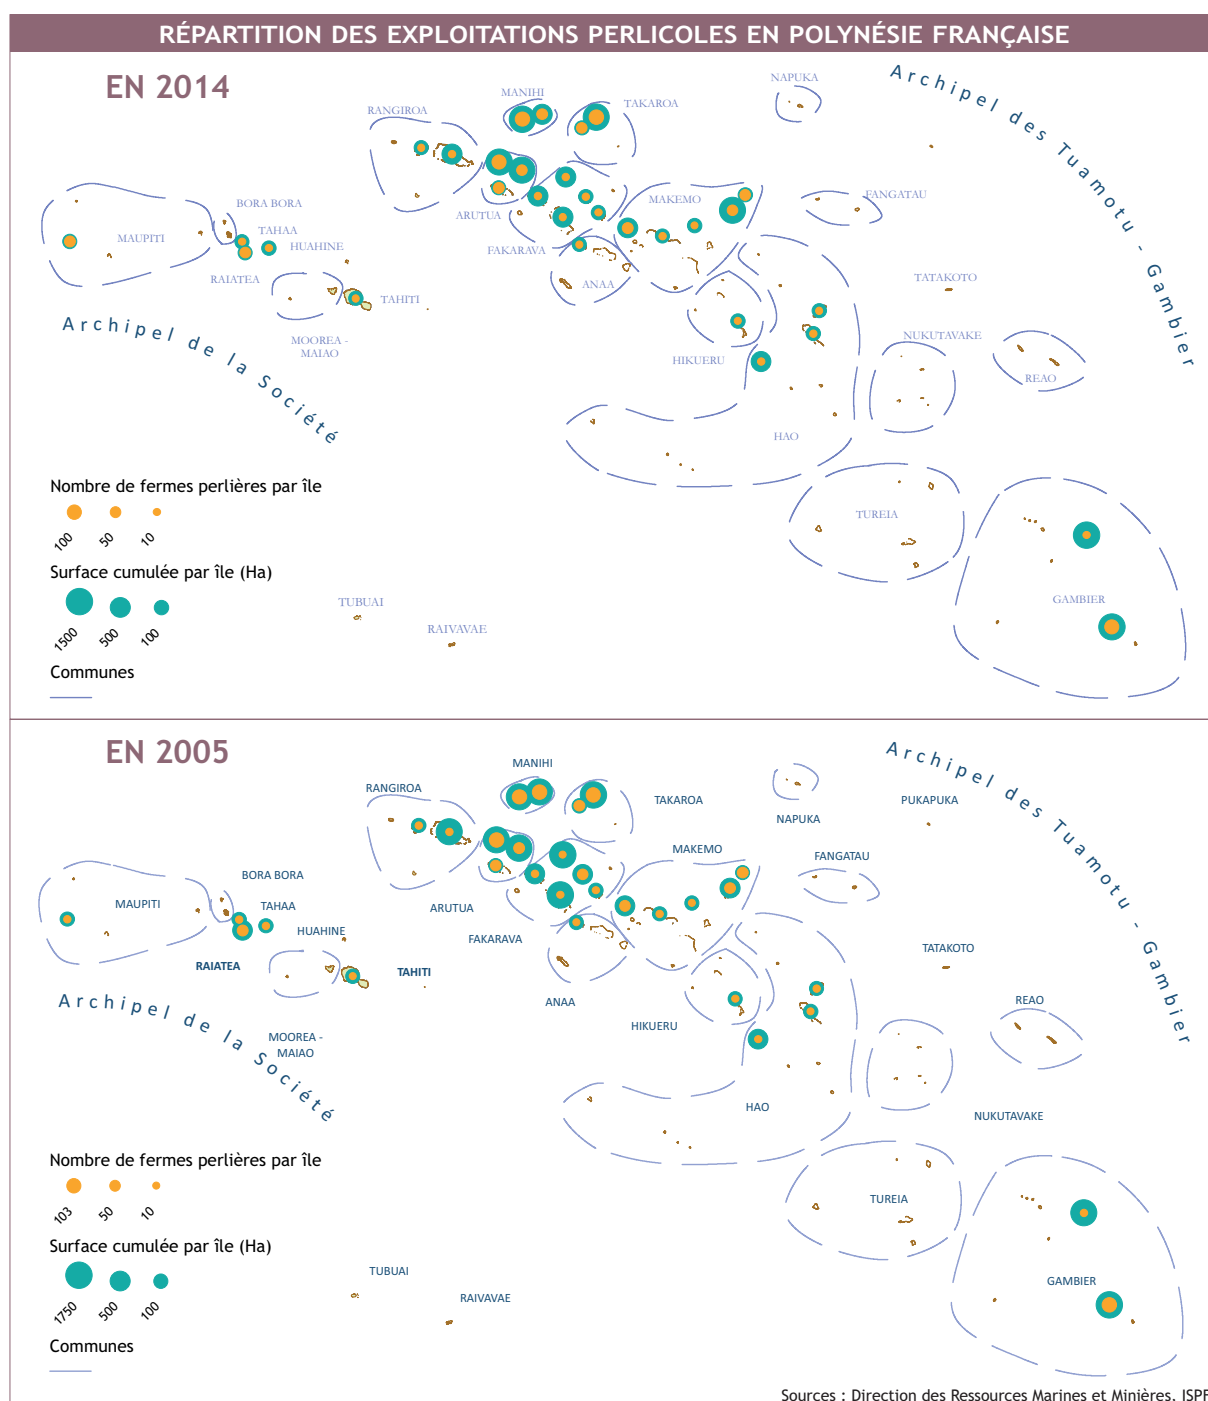 RÉPARTITION DES EXPLOITATIONS PERLICOLES EN POLYNÉSIE FRANÇAISE
EN 2014
Archipel des Tuamotu - Gambier
NAPUKA
MANIHI
TAKAROA
RANGIROA
FANGATAU
MAKEMO
BORA BORA
ARUTUA
TAHAA
MAUPITI
HUAHINE
FAKARAVA
RAIATEA
ANAA
TATAKOTO
TAHITI
NUKUTAVAKE
MOOREA -
MAIAO
HIKUERU
REAO
Archipel de la Société
HAO
TUREIA
GAMBIER
TUBUAI
RAIVAVAE
Nombre de fermes perlières par île
100
50
10
Surface cumulée par île (Ha)
1500
500
100
Communes
EN 2005
Archipel des Tuamotu - Gambier
MANIHI
RANGIROA
TAKAROA
PUKAPUKA
NAPUKA
MAKEMO
FANGATAU
BORA BORA
MAUPITI
TAHAA
ARUTUA
HUAHINE
FAKARAVA
TATAKOTO
RAIATEA
TAHITI
ANAA
REAO
HIKUERU
MOOREA -
MAIAO
Archipel de la Société
HAO
NUKUTAVAKE
TUREIA
GAMBIER
TUBUAI
RAIVAVAE
Nombre de fermes perlières par île
103
50
10
Surface cumulée par île (Ha)
1750
500
100
Communes
Sources : Direction des Ressources Marines et Minières, ISPF